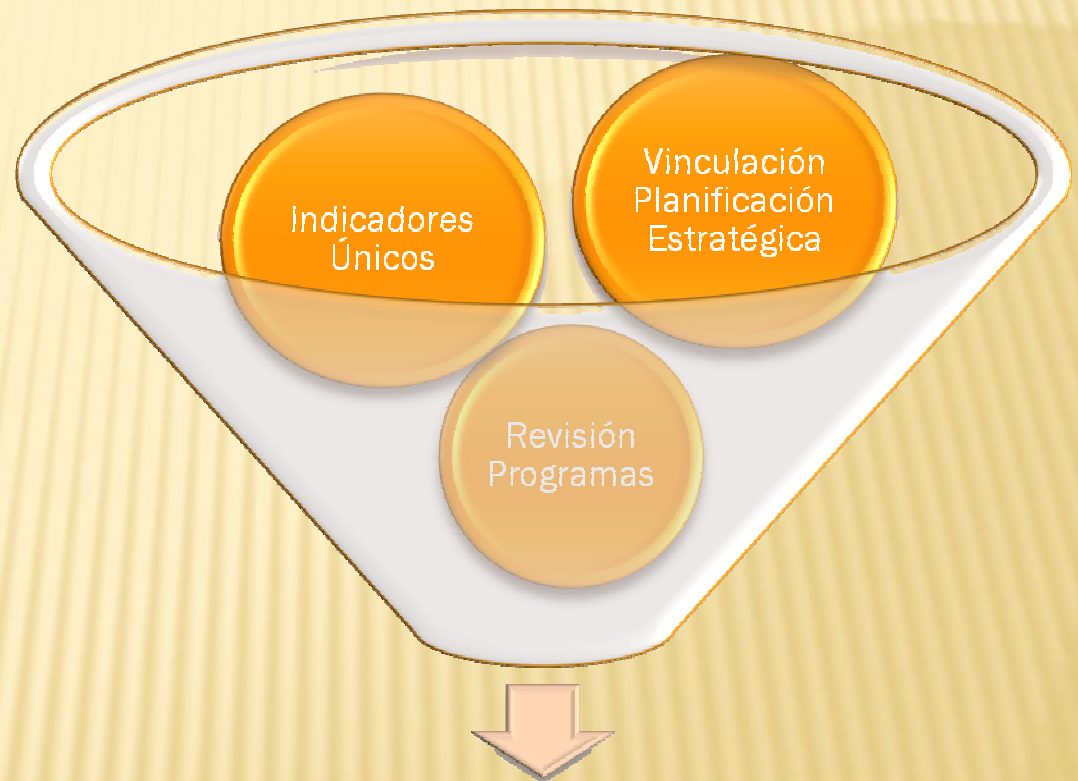 Indicadores
Únicos
Vinculación
Planificación
Estratégica
Revisión
Programas